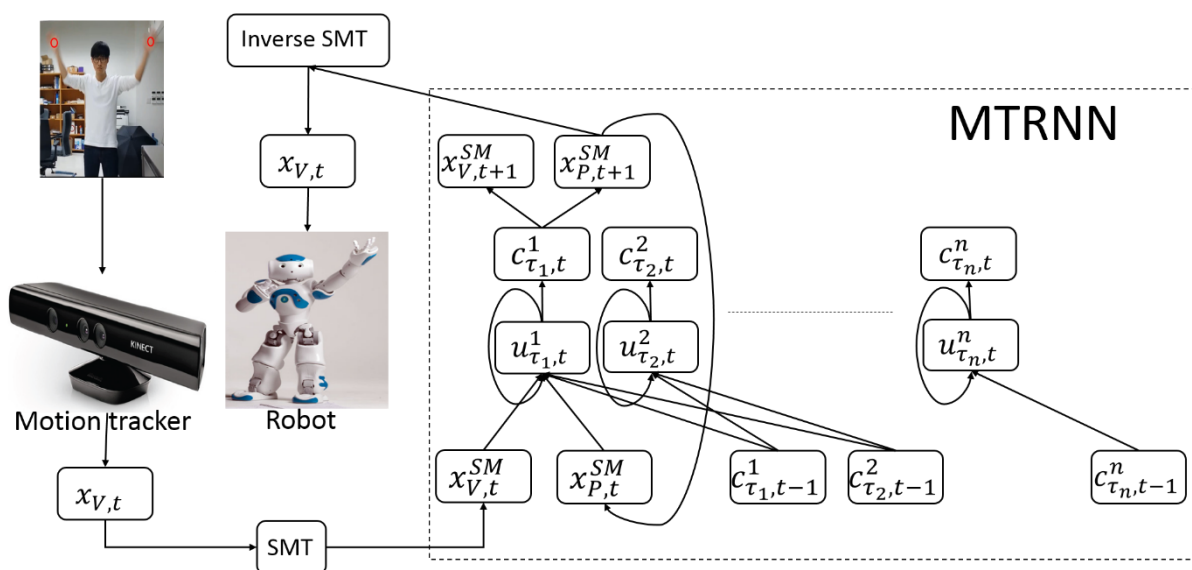 Inverse SMT
MTRNN
x_{V,t}
x^{SM}_{V,t+1}
x^{SM}_{P,t+1}
c^1_{τ_1,t}
c^2_{τ_2,t}
c^n_{τ_n,t}
KINECT
u^1_{τ_1,t}
u^2_{τ_2,t}
u^n_{τ_n,t}
Motion tracker
Robot
x_{V,t}
x^{SM}_{V,t}
x^{SM}_{P,t}
c^1_{τ_1,t-1}
c^2_{τ_2,t-1}
c^n_{τ_n,t-1}
SMT